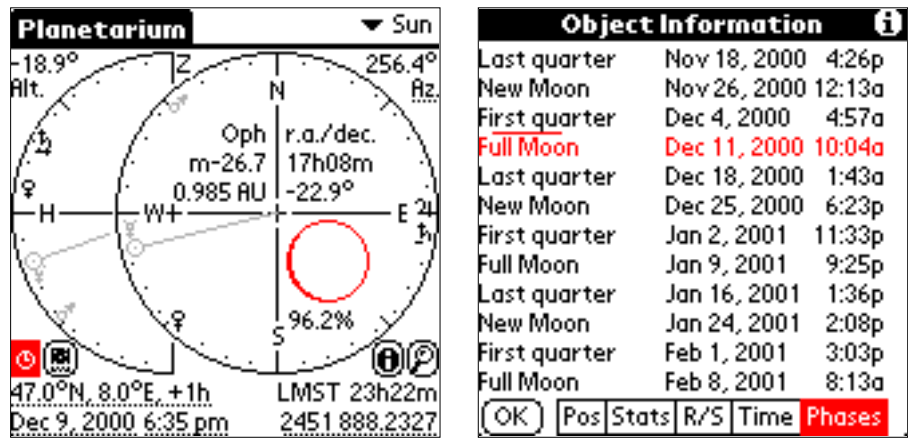 Planetarium
Sun
-18.9°
Z
256.4°
Alt.
N
Az.
Oph r.a./dec.
m-26.7 17h08m
0.985 AU -22.9°
H W E
96.2%
S
47.0°N, 8.0°E, +1h LMST 23h22m
Dec 9, 2000 6:35 pm 2451 888.2327
Object Information
Last quarter Nov 18, 2000 4:26p
New Moon Nov 26, 2000 12:13a
First quarter Dec 4, 2000 4:57a
Full Moon Dec 11, 2000 10:04a
Last quarter Dec 18, 2000 1:43a
New Moon Dec 25, 2000 6:23p
First quarter Jan 2, 2001 11:33p
Full Moon Jan 9, 2001 9:25p
Last quarter Jan 16, 2001 1:36p
New Moon Jan 24, 2001 2:08p
First quarter Feb 1, 2001 3:03p
Full Moon Feb 8, 2001 8:13a
OK Pos Stats R/S Time Phases